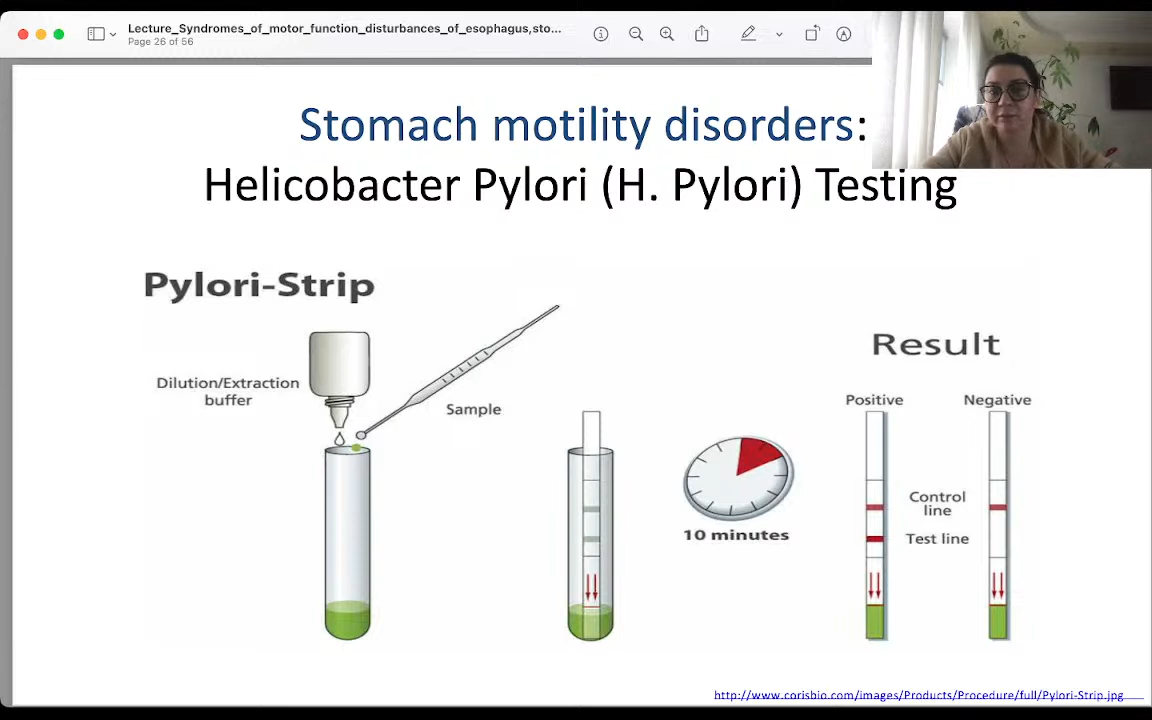 Lecture_Syndromes_of_motor_function_disturbances_of_esophagus,sto...
Page 26 of 56
Stomach motility disorders:
Helicobacter Pylori (H. Pylori) Testing
Pylori-Strip
Dilution/Extraction
buffer
Sample
10 minutes
Result
Positive
Negative
Control
line
Test line
http://www.corisbio.com/images/Products/Procedure/full/Pylori-Strip.jpg